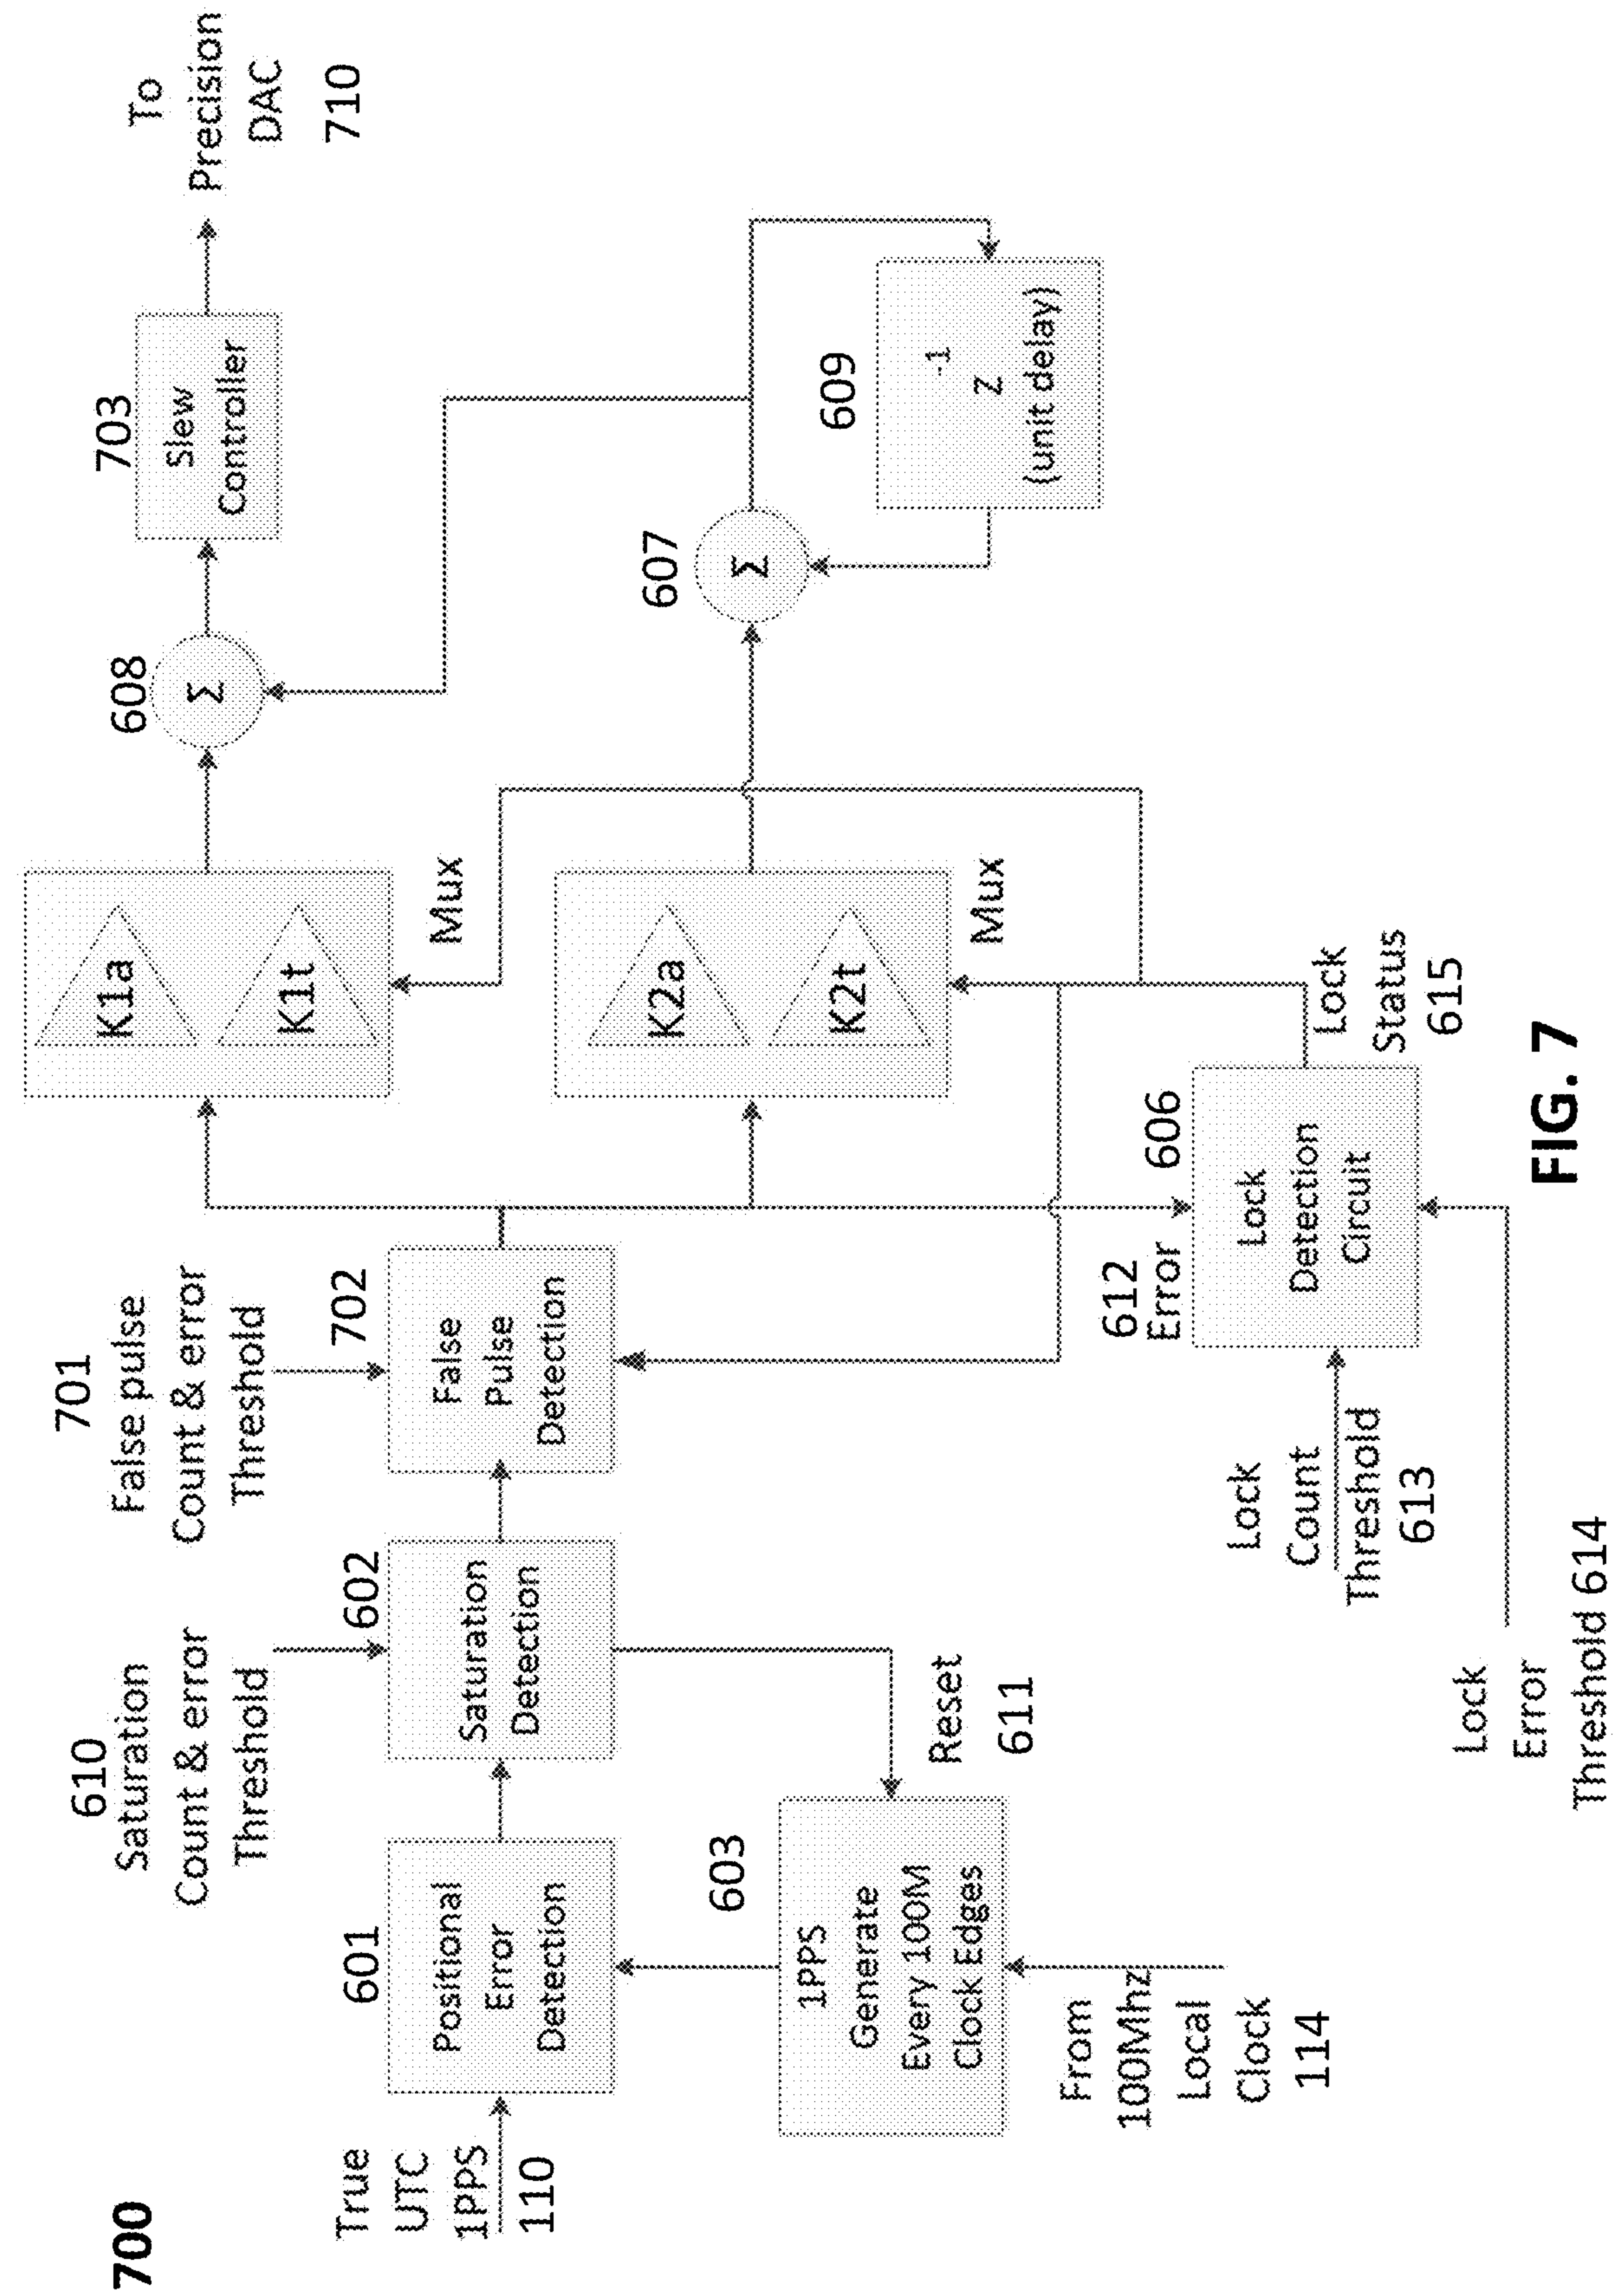 700
True
UTC
1PPS
110
601
Positional
Error
Detection
610
Saturation
Count & error
Threshold
602
Saturation
Detection
701
False pulse
Count & error
Threshold
702
False
Pulse
Detection
K1a
K1t
Mux
608
Σ
703
Slew
Controller
To
Precision
DAC
710
K2a
K2t
Mux
607
Σ
609
Z
-1
(unit delay)
603
1PPS
Generate
Every 100M
Clock Edges
Reset
611
From
100Mhz
Local
Clock
114
612
Error
606
Lock
Detection
Circuit
Lock
Status
615
Lock
Count
Threshold
613
Lock
Error
Threshold 614
FIG. 7